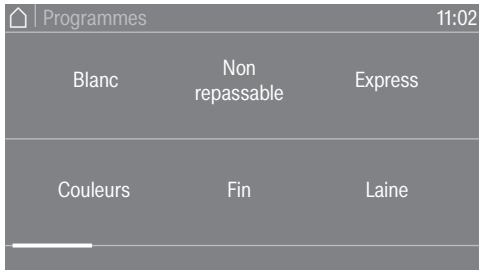 Programmes 11:02
Blanc
Non
repassable
Express
Couleurs
Fin
Laine